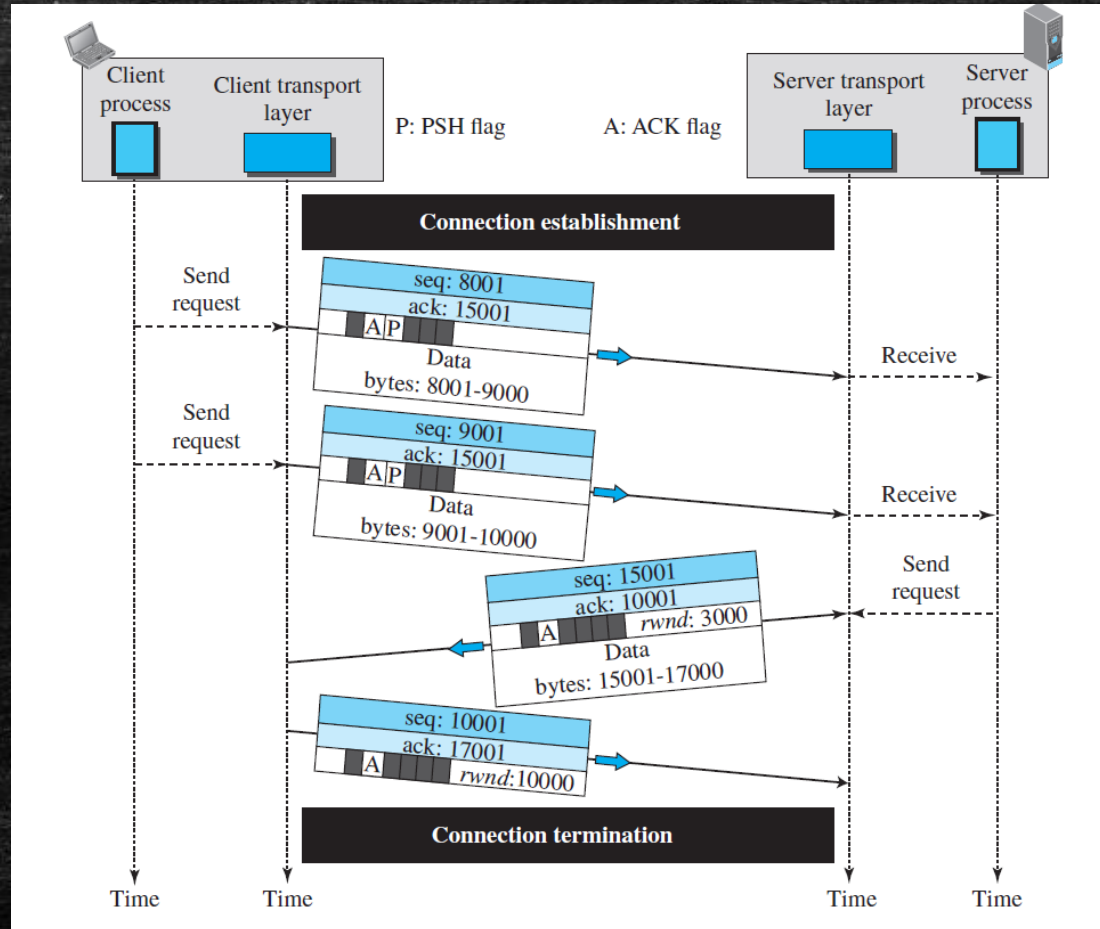 Client
process
Client transport
layer
P: PSH flag
A: ACK flag
Server transport
layer
Server
process
Connection establishment
Send
request
seq: 8001
ack: 15001
A P
Data
bytes: 8001-9000
Receive
Send
request
seq: 9001
ack: 15001
A P
Data
bytes: 9001-10000
Receive
Send
request
seq: 15001
ack: 10001
A rwnd: 3000
Data
bytes: 15001-17000
seq: 10001
ack: 17001
A rwnd:10000
Connection termination
Time
Time
Time
Time